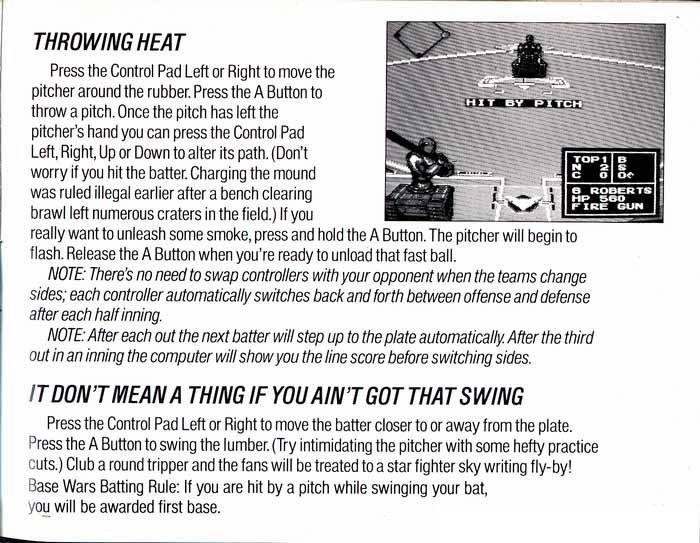 THROWING HEAT
Press the Control Pad Left or Right to move the
pitcher around the rubber. Press the A Button to
throw a pitch. Once the pitch has left the
pitcher's hand you can press the Control Pad
Left, Right, Up or Down to alter its path. (Don't
worry if you hit the batter. Charging the mound
was ruled illegal earlier after a bench clearing
brawl left numerous craters in the field.) If you
really want to unleash some smoke, press and hold the A Button. The pitcher will begin to
flash. Release the A Button when you're ready to unload that fast ball.
NOTE: There's no need to swap controllers with your opponent when the teams change
sides; each controller automatically switches back and forth between offense and defense
after each half inning.
NOTE: After each out the next batter will step up to the plate automatically. After the third
out in an inning the computer will show you the line score before switching sides.
HIT BY PITCH
TOP1 B
N 2 S
C 0 O
6 ROBERTS
HP 560
FIRE GUN
IT DON'T MEAN A THING IF YOU AIN'T GOT THAT SWING
Press the Control Pad Left or Right to move the batter closer to or away from the plate.
Press the A Button to swing the lumber. (Try intimidating the pitcher with some hefty practice
cuts.) Club a round tripper and the fans will be treated to a star fighter sky writing fly-by!
Base Wars Batting Rule: If you are hit by a pitch while swinging your bat,
you will be awarded first base.